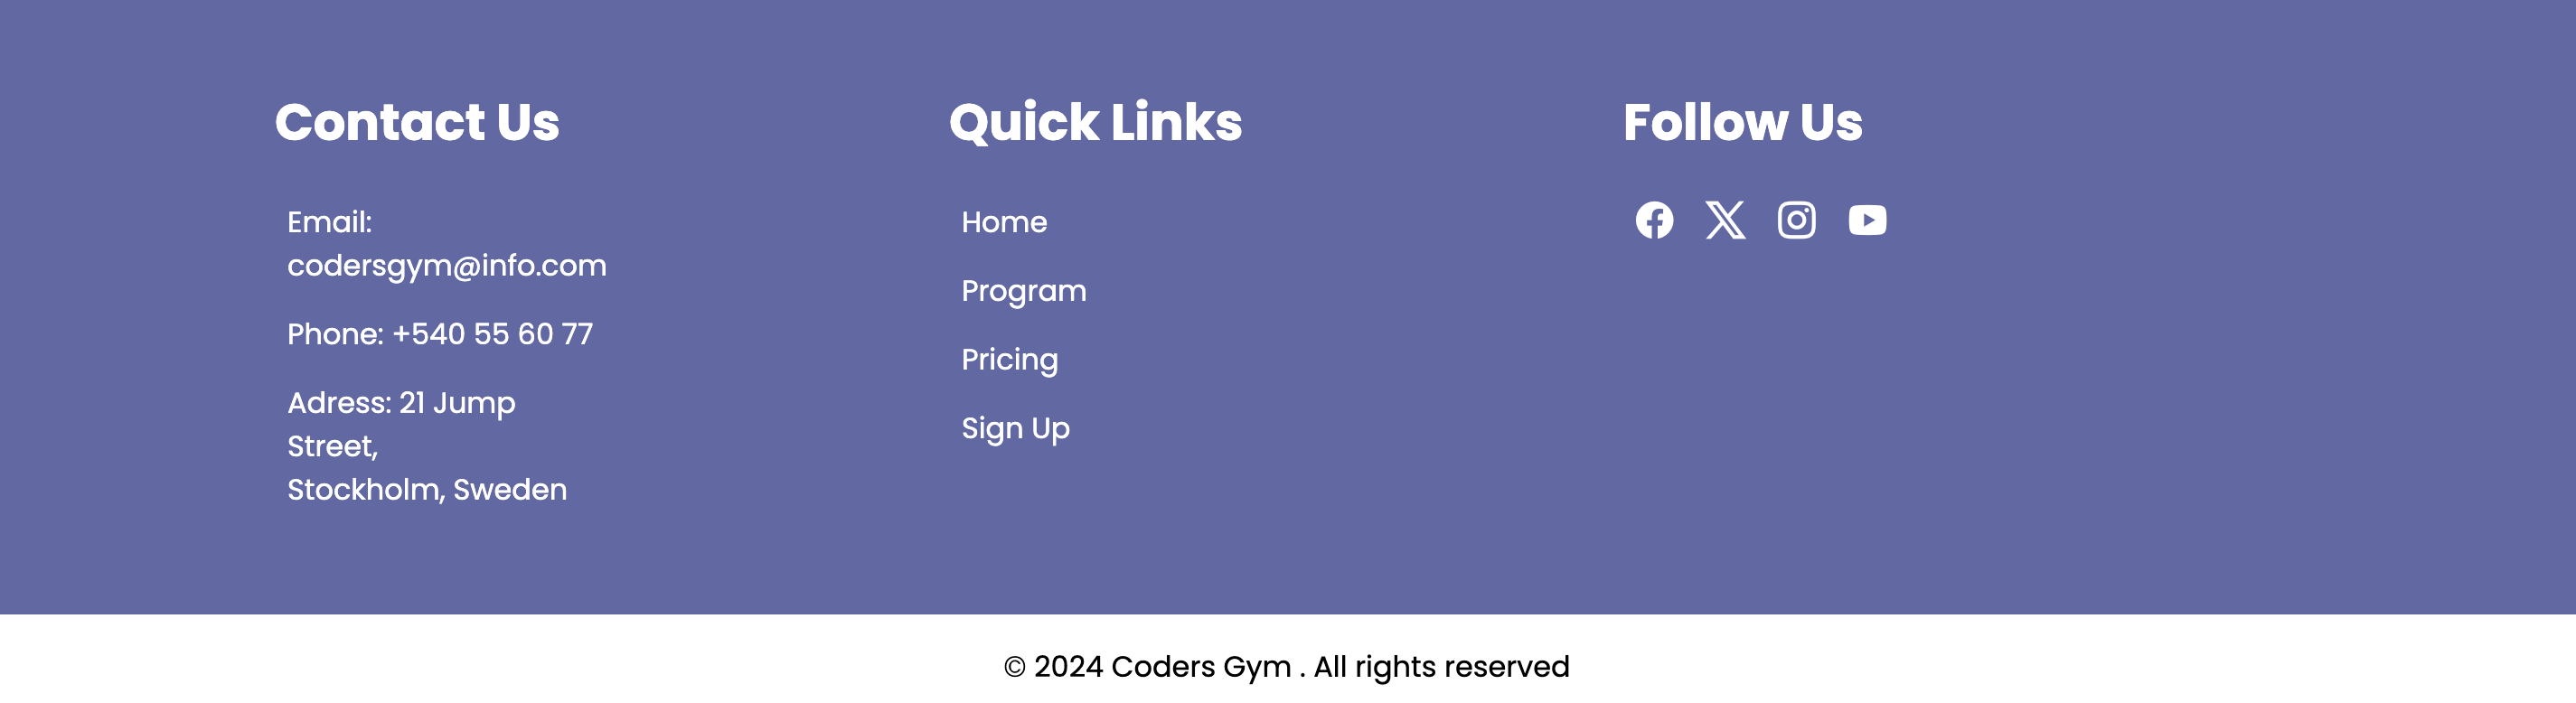 Contact Us
Email:
codersgym@info.com
Phone: +540 55 60 77
Adress: 21 Jump
Street,
Stockholm, Sweden
Quick Links
Home
Program
Pricing
Sign Up
Follow Us
© 2024 Coders Gym . All rights reserved